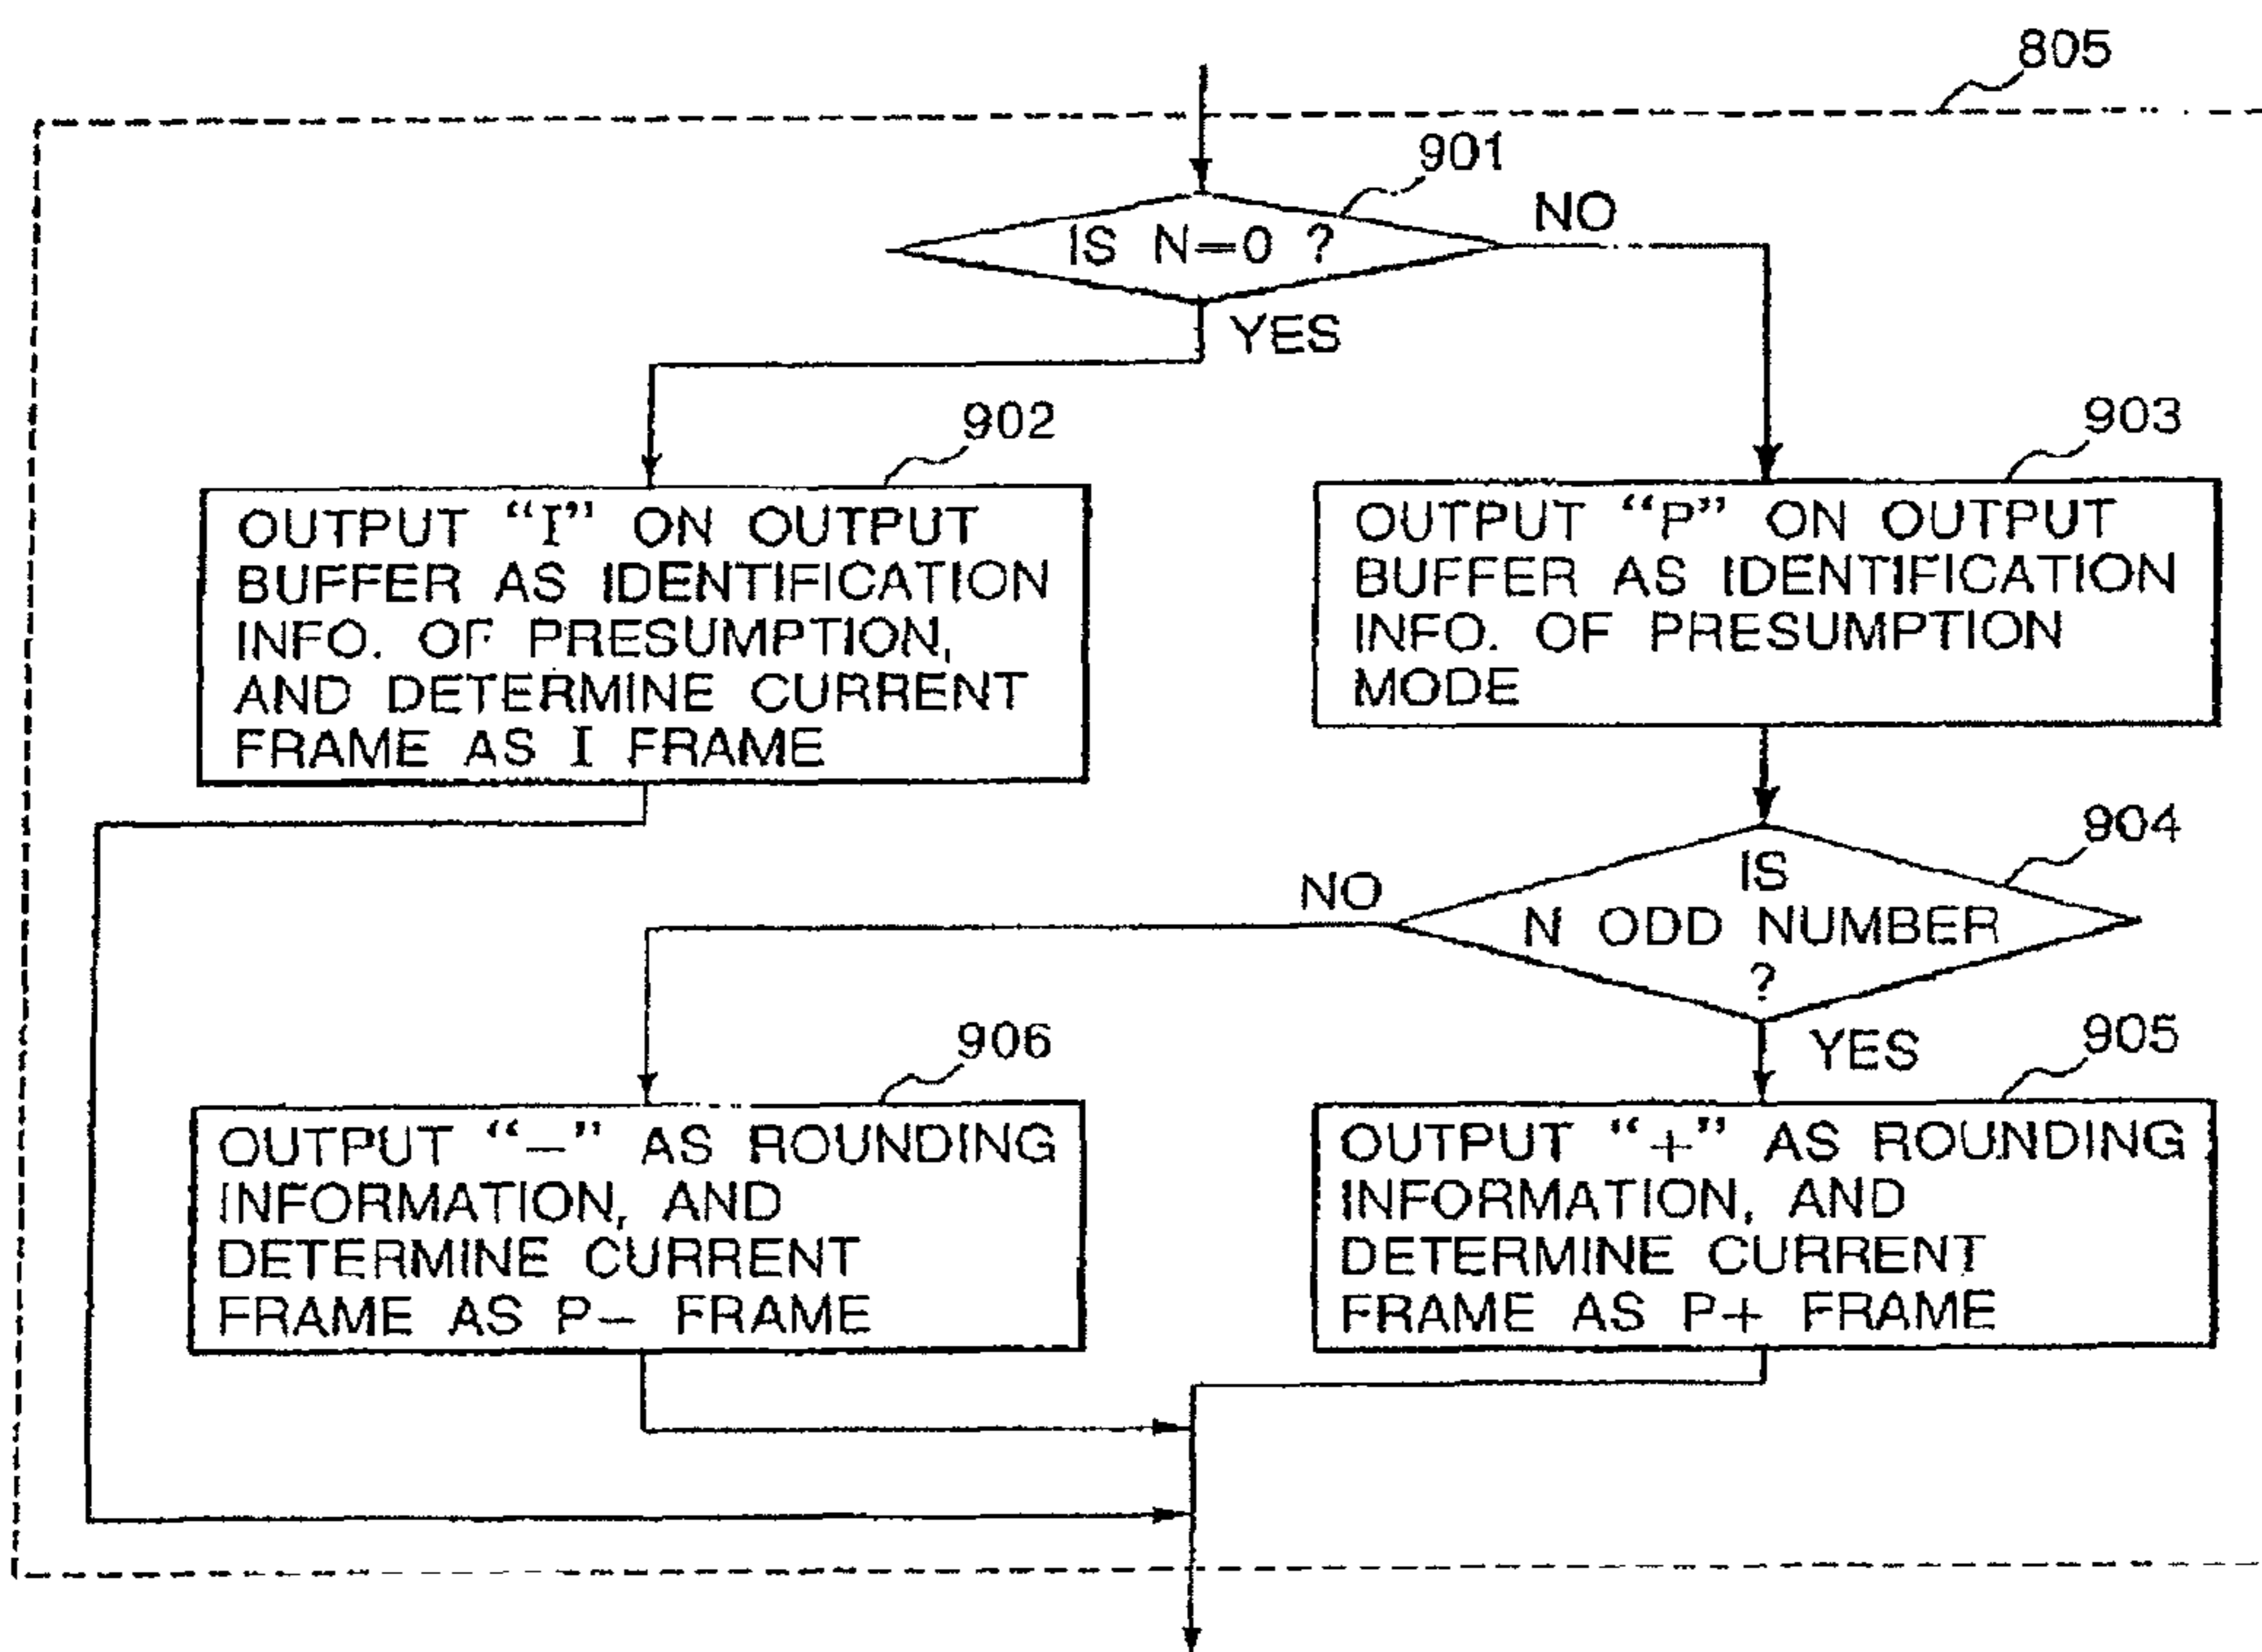 805
901
IS N=0 ?
NO
YES
902
OUTPUT “I” ON OUTPUT
BUFFER AS IDENTIFICATION
INFO. OF PRESUMPTION,
AND DETERMINE CURRENT
FRAME AS I FRAME
903
OUTPUT “P” ON OUTPUT
BUFFER AS IDENTIFICATION
INFO. OF PRESUMPTION
MODE
904
IS
N ODD NUMBER
?
NO
YES
906
OUTPUT “−” AS ROUNDING
INFORMATION, AND
DETERMINE CURRENT
FRAME AS P− FRAME
905
OUTPUT “+” AS ROUNDING
INFORMATION, AND
DETERMINE CURRENT
FRAME AS P+ FRAME